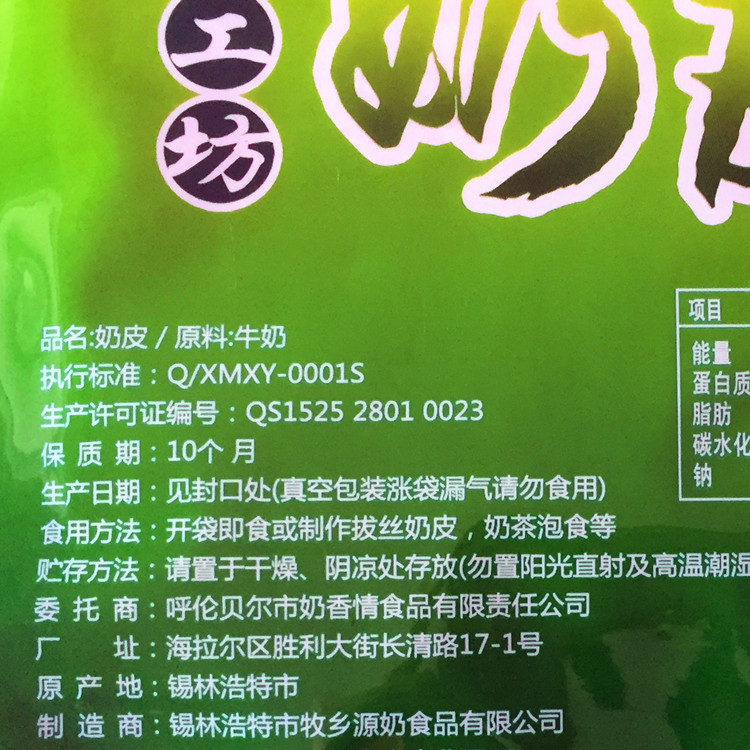 工坊
奶
品名:奶皮 / 原料:牛奶
执行标准：Q/XMXY-0001S
生产许可证编号：QS1525 2801 0023
保 质 期：10个 月
生产日期：见封口处(真空包装涨袋漏气请勿食用)
食用方法：开袋即食或制作拔丝奶皮，奶茶泡食等
贮存方法：请置于干燥、阴凉处存放(勿置阳光直射及高温潮湿
委 托 商：呼伦贝尔市奶香情食品有限责任公司
厂 址：海拉尔区胜利大街长清路17-1号
原 产 地：锡林浩特市
制 造 商：锡林浩特市牧乡源奶食品有限公司
项目
能量
蛋白质
脂肪
碳水化
钠